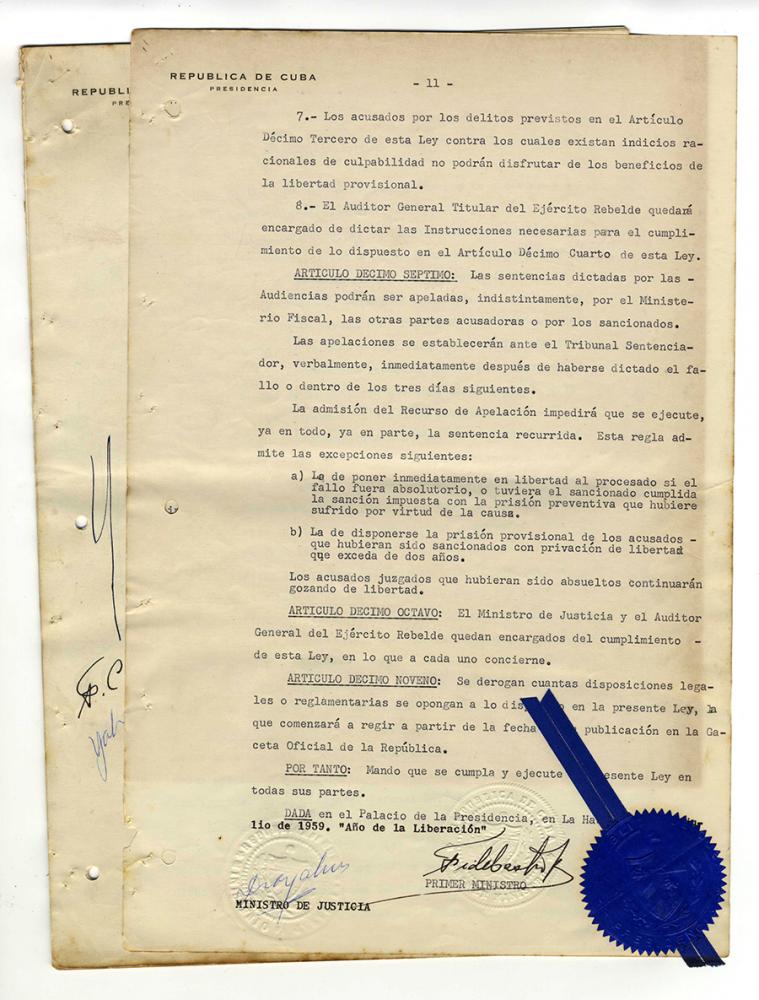 REPUBLI
PRE
REPUBLICA DE CUBA
PRESIDENCIA
- 11 -
7.- Los acusados por los delitos previstos en el Artículo
Décimo Tercero de esta Ley contra los cuales existan indicios ra-
cionales de culpabilidad no podrán disfrutar de los beneficios de
la libertad provisional.
8.- El Auditor General Titular del Ejército Rebelde quedará
encargado de dictar las Instrucciones necesarias para el cumpli-
miento de lo dispuesto en el Artículo Décimo Cuarto de esta Ley.
ARTICULO DECIMO SEPTIMO: Las sentencias dictadas por las -
Audiencias podrán ser apeladas, indistintamente, por el Ministe-
rio Fiscal, las otras partes acusadoras o por los sancionados.
Las apelaciones se establecerán ante el Tribunal Sentencia-
dor, verbalmente, inmediatamente después de haberse dictado el fa-
llo o dentro de los tres días siguientes.
La admisión del Recurso de Apelación impedirá que se ejecute,
ya en todo, ya en parte, la sentencia recurrida. Esta regla ad-
mite las excepciones siguientes:
a) La de poner inmediatamente en libertad al procesado si el
fallo fuera absolutorio, o tuviera el sancionado cumplida
la sanción impuesta con la prisión preventiva que hubiere
sufrido por virtud de la causa.
b) La de disponerse la prisión provisional de los acusados -
que hubieran sido sancionados con privación de libertad
que exceda de dos años.
Los acusados juzgados que hubieran sido absueltos continuarán
gozando de libertad.
ARTICULO DECIMO OCTAVO: El Ministro de Justicia y el Auditor
General del Ejército Rebelde quedan encargados del cumplimiento -
de esta Ley, en lo que a cada uno concierne.
ARTICULO DECIMO NOVENO: Se derogan cuantas disposiciones lega-
les o reglamentarias se opongan a lo dis o en la presente Ley, la
que comenzará a regir a partir de la fecha publicación en la Ga-
ceta Oficial de la República.
POR TANTO: Mando que se cumpla y ejecute esente Ley en
todas sus partes.
DADA en el Palacio de la Presidencia, en La Ha
lio de 1959. "Año de la Liberación"
Fidel Castro R
PRIMER MINISTRO
MINISTRO DE JUSTICIA